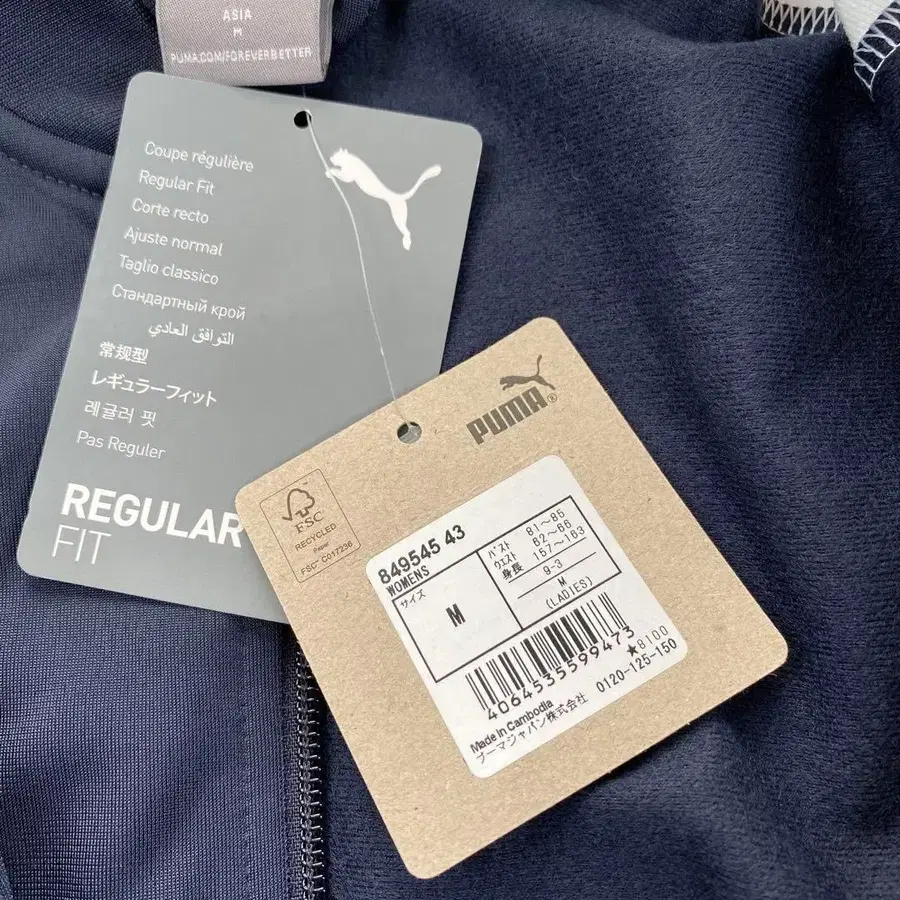 ASIA
M
PUMA.COM/FOREVERBETTER
Coupe régulière
Regular Fit
Corte recto
Ajuste normal
Taglio classico
Стандартный крой
التوافق العادي
常规型
レギュラーフィット
레귤러 핏
Pas Reguler
REGULAR
FIT
PUMA®
FSC
RECYCLED
Paper
FSC® C017236
849545 43
WOMENS
サイズ
M
バスト 81~85
ウエスト 62~66
身長 157~163
9-3
M
(LADIES)
4064535599473
★8100
Made in Cambodia
プーマジャパン株式会社 0120-125-150